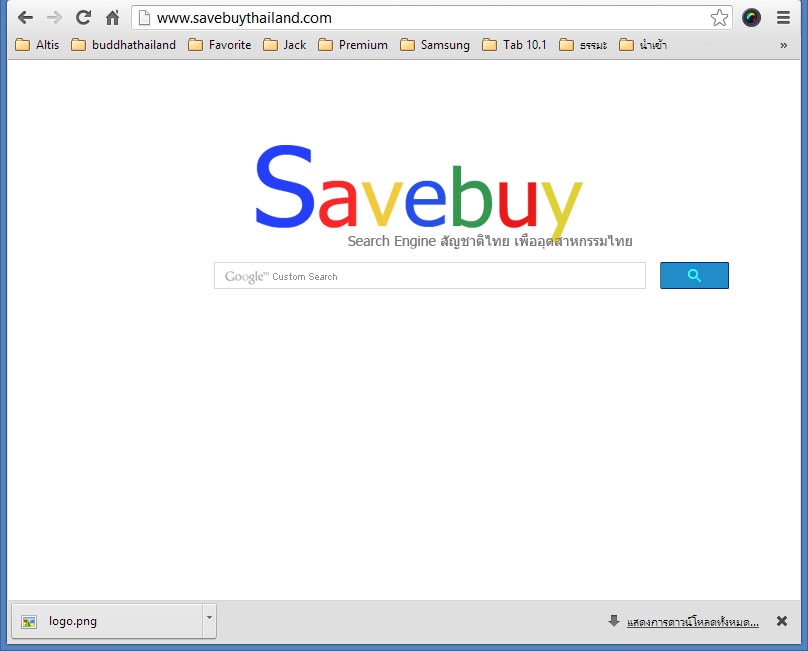 www.savebuythailand.com
Altis buddhathailand Favorite Jack Premium Samsung Tab 10.1 ธรรมะ นำเข้า »
Savebuy
Search Engine สัญชาติไทย เพื่ออุตสาหกรรมไทย
Google™ Custom Search
logo.png แสดงการดาวน์โหลดทั้งหมด...